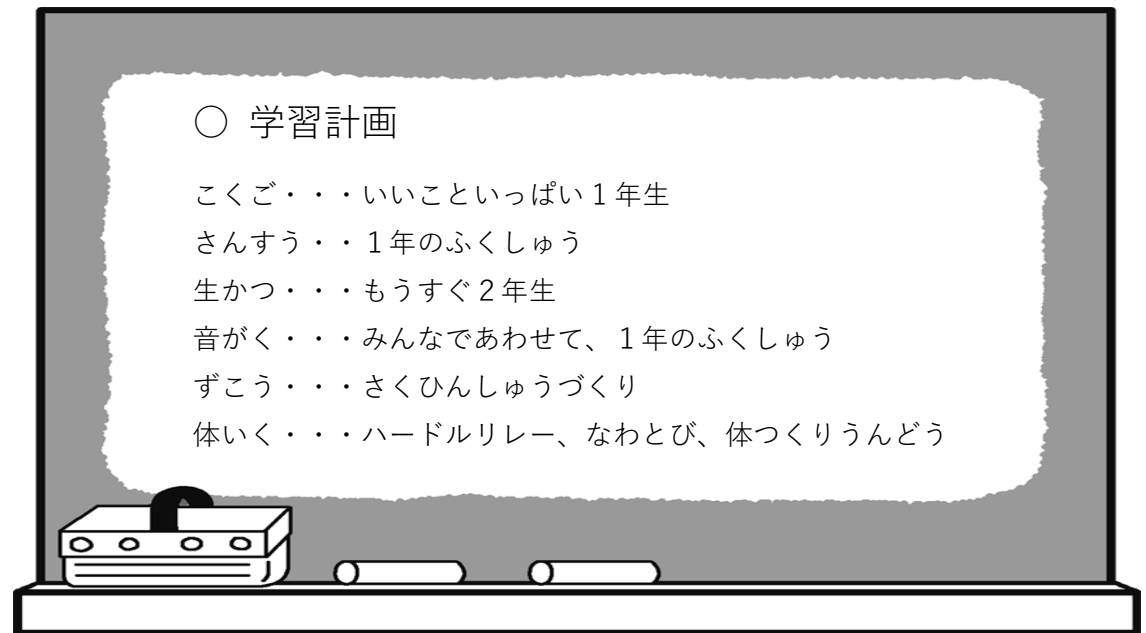 ○ 学習計画
こくご・・・いいこといっぱい１年生
さんすう・・１年のふくしゅう
生かつ・・・もうすぐ２年生
音がく・・・みんなであわせて、１年のふくしゅう
ずこう・・・さくひんしゅうづくり
体いく・・・ハードルリレー、なわとび、体つくりうんどう